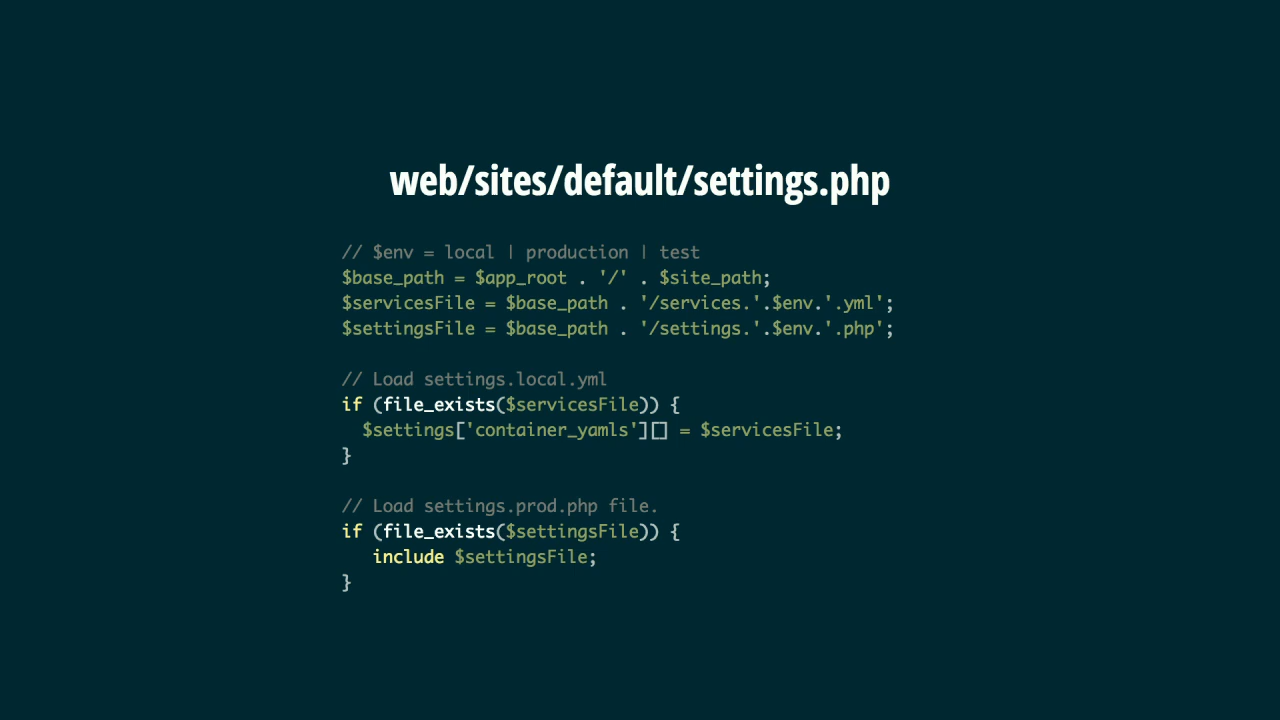 web/sites/default/settings.php
// $env = local | production | test
$base_path = $app_root . '/' . $site_path;
$servicesFile = $base_path . '/services.'.$env.'.yml';
$settingsFile = $base_path . '/settings.'.$env.'.php';
// Load settings.local.yml
if (file_exists($servicesFile)) {
  $settings['container_yamls'][] = $servicesFile;
}
// Load settings.prod.php file.
if (file_exists($settingsFile)) {
   include $settingsFile;
}